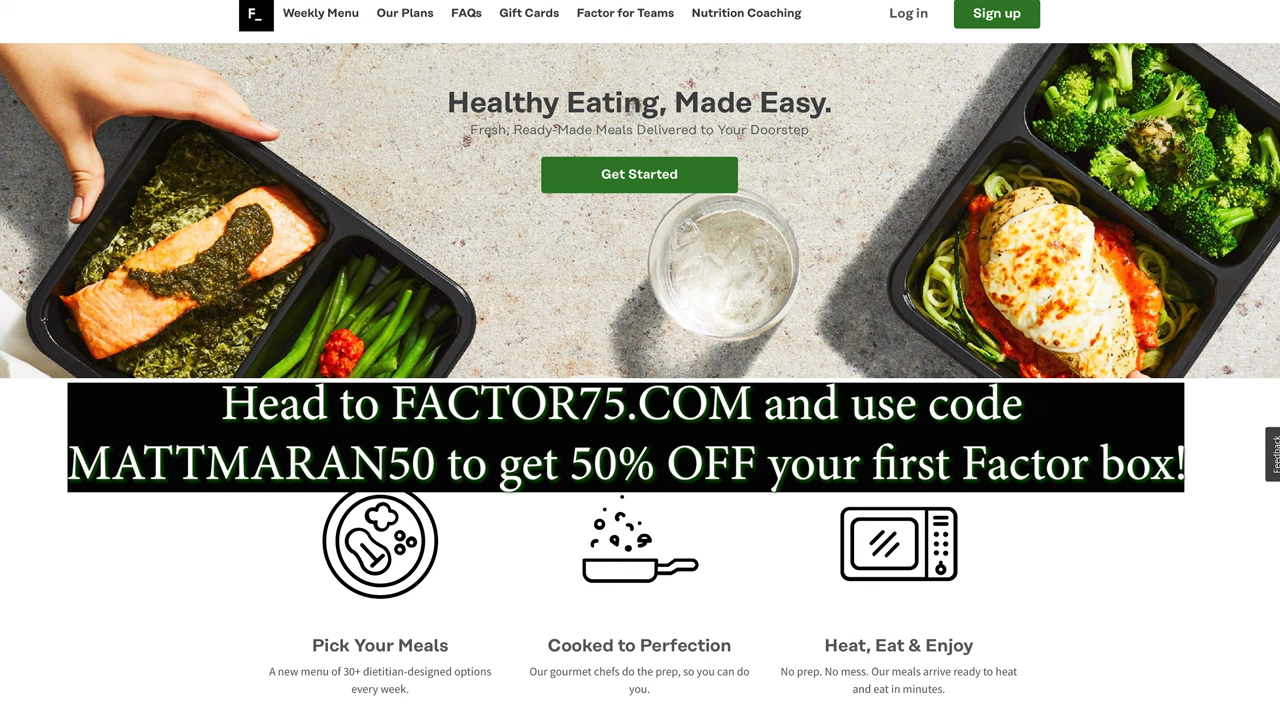 F_ Weekly Menu Our Plans FAQs Gift Cards Factor for Teams Nutrition Coaching Log in Sign up
Healthy Eating, Made Easy.
Fresh, Ready-Made Meals Delivered to Your Doorstep
Get Started
Head to FACTOR75.COM and use code
MATTMARAN50 to get 50% OFF your first Factor box!
Feedback
Pick Your Meals
A new menu of 30+ dietitian-designed options
every week.
Cooked to Perfection
Our gourmet chefs do the prep, so you can do
you.
Heat, Eat & Enjoy
No prep. No mess. Our meals arrive ready to heat
and eat in minutes.